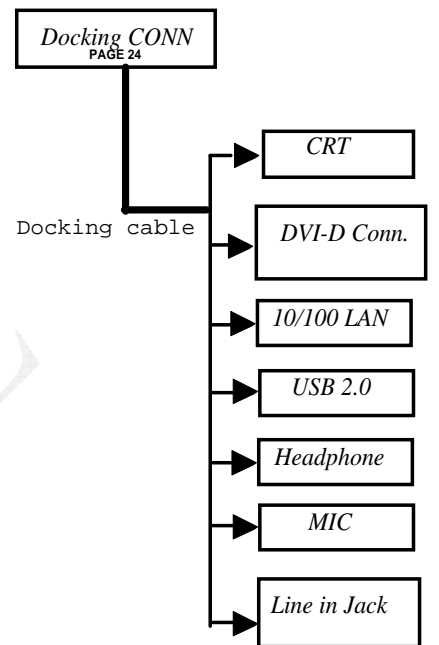 Docking CONN
PAGE 24
CRT
Docking cable
DVI-D Conn.
10/100 LAN
USB 2.0
Headphone
MIC
Line in Jack